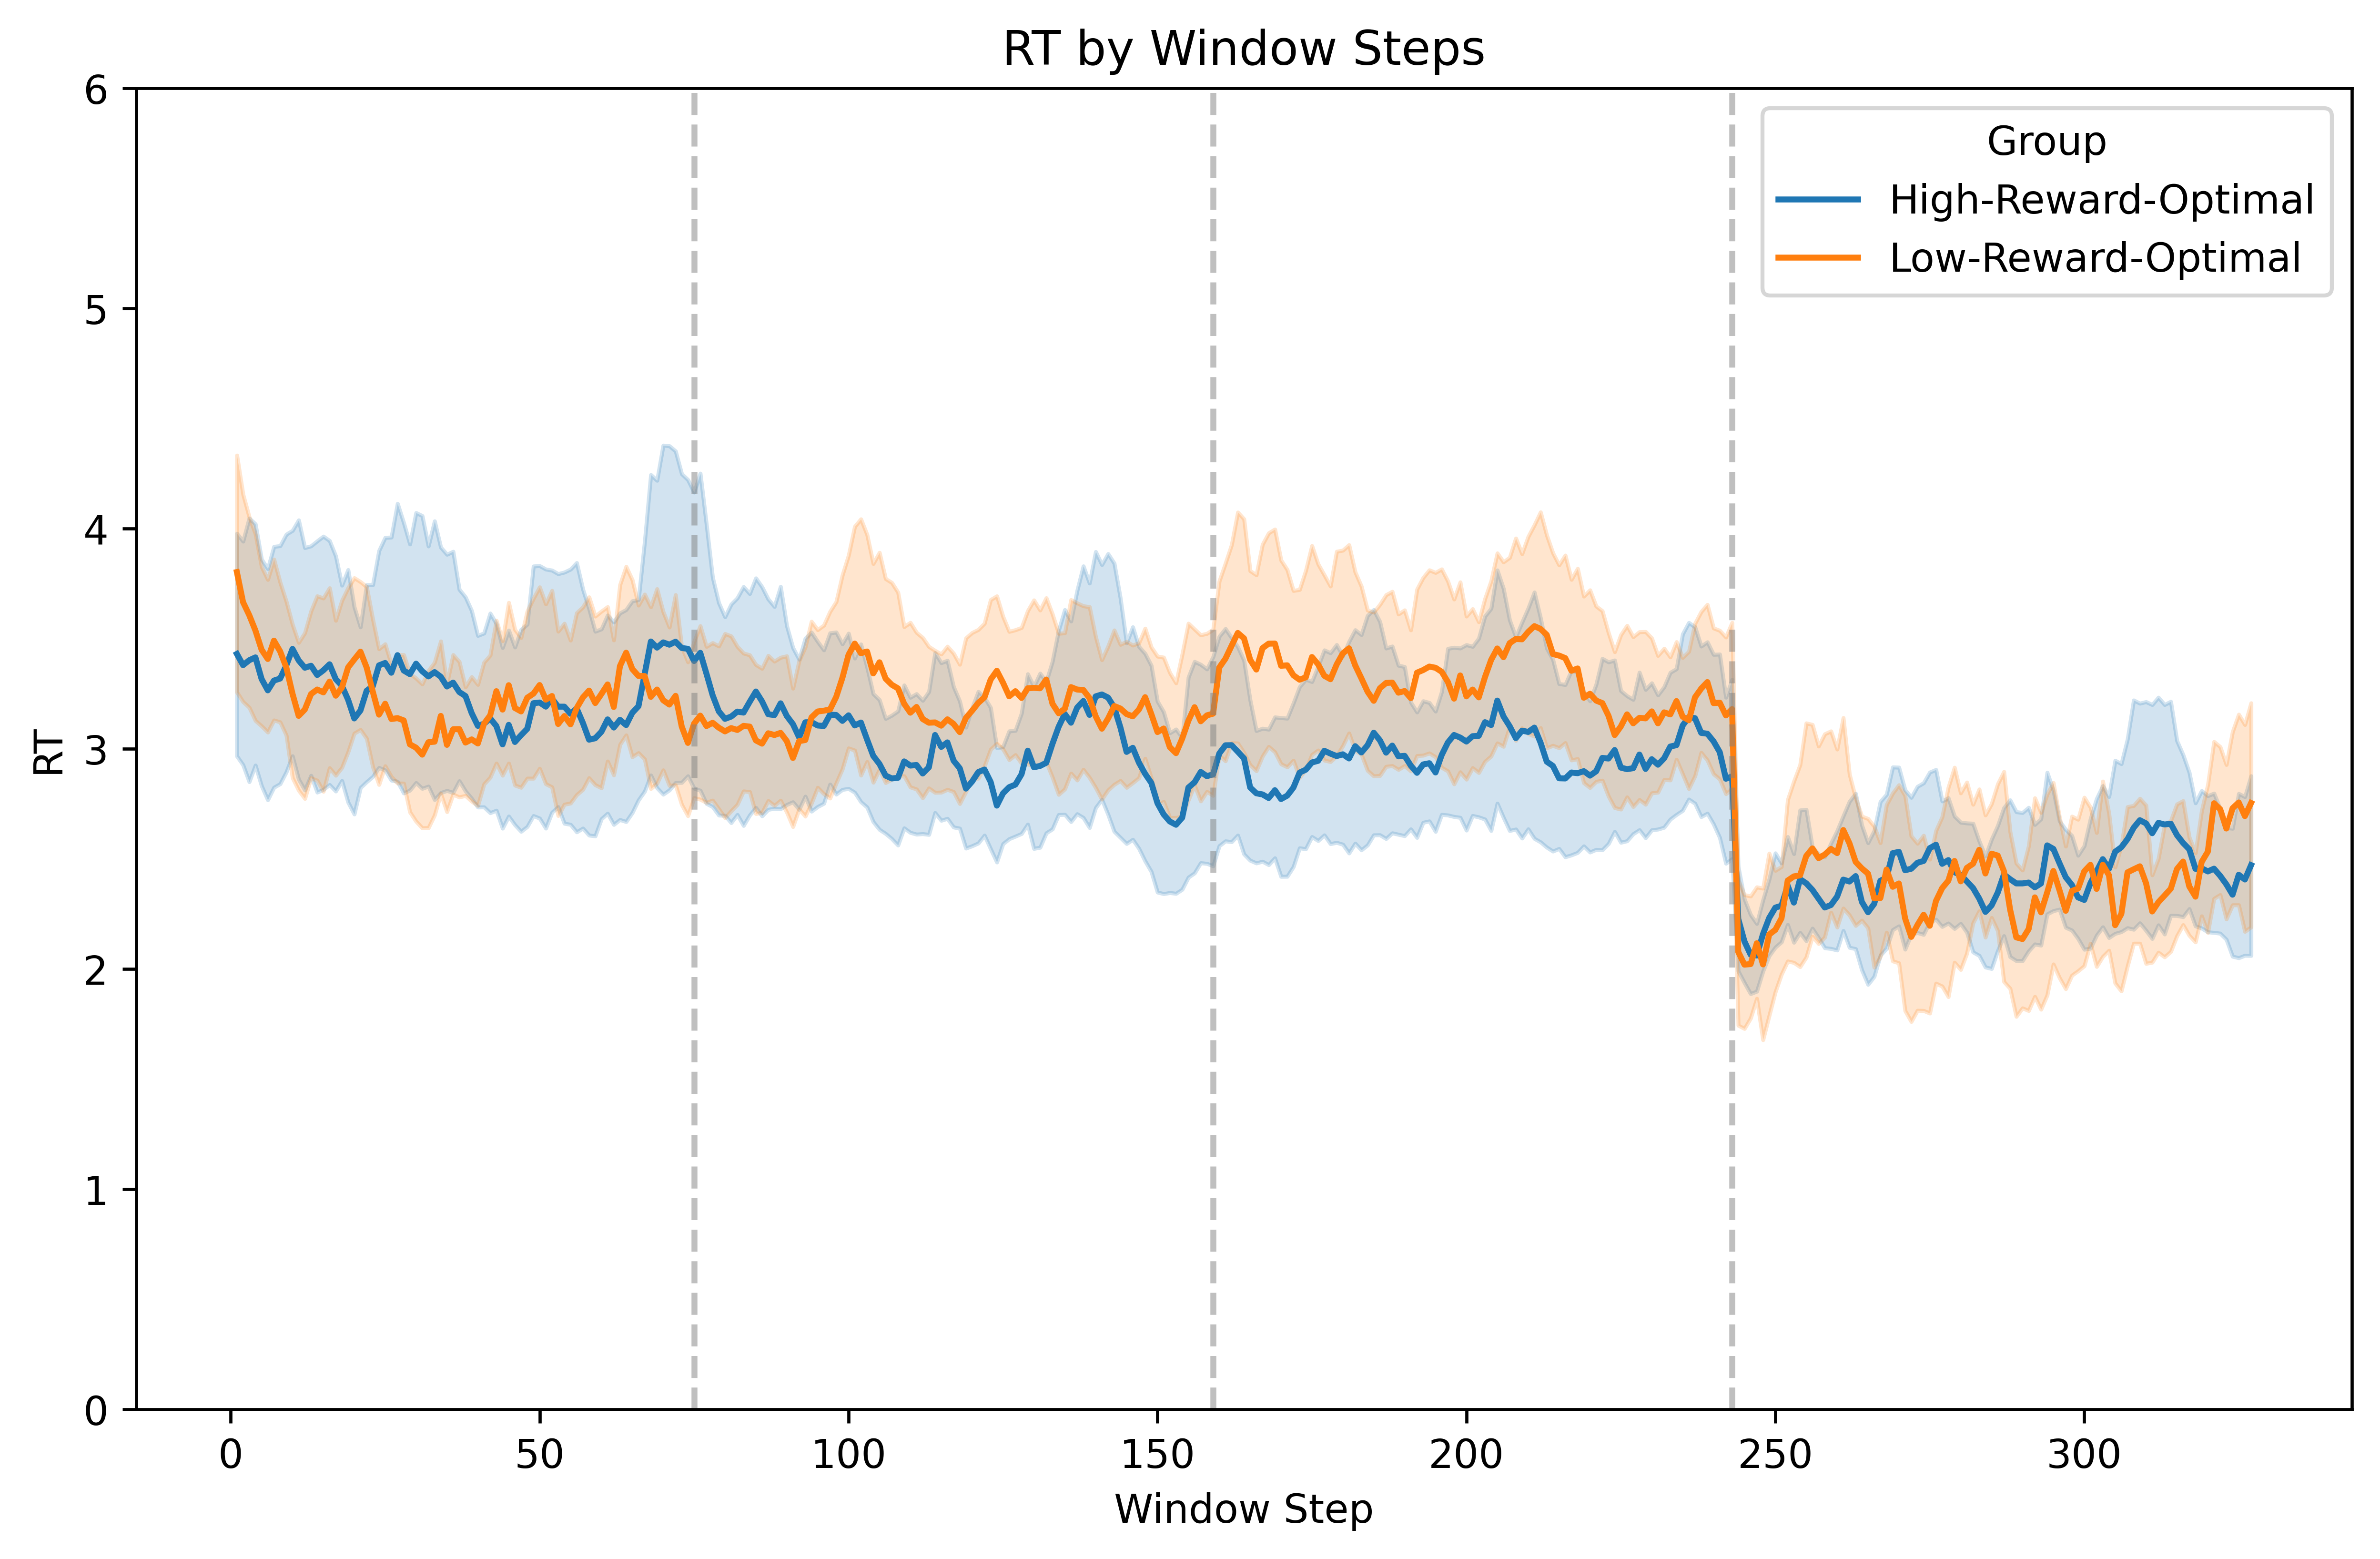 RT by Window Steps
Group
High-Reward-Optimal
Low-Reward-Optimal
RT
6
5
4
3
2
1
0
0 50 100 150 200 250 300
Window Step